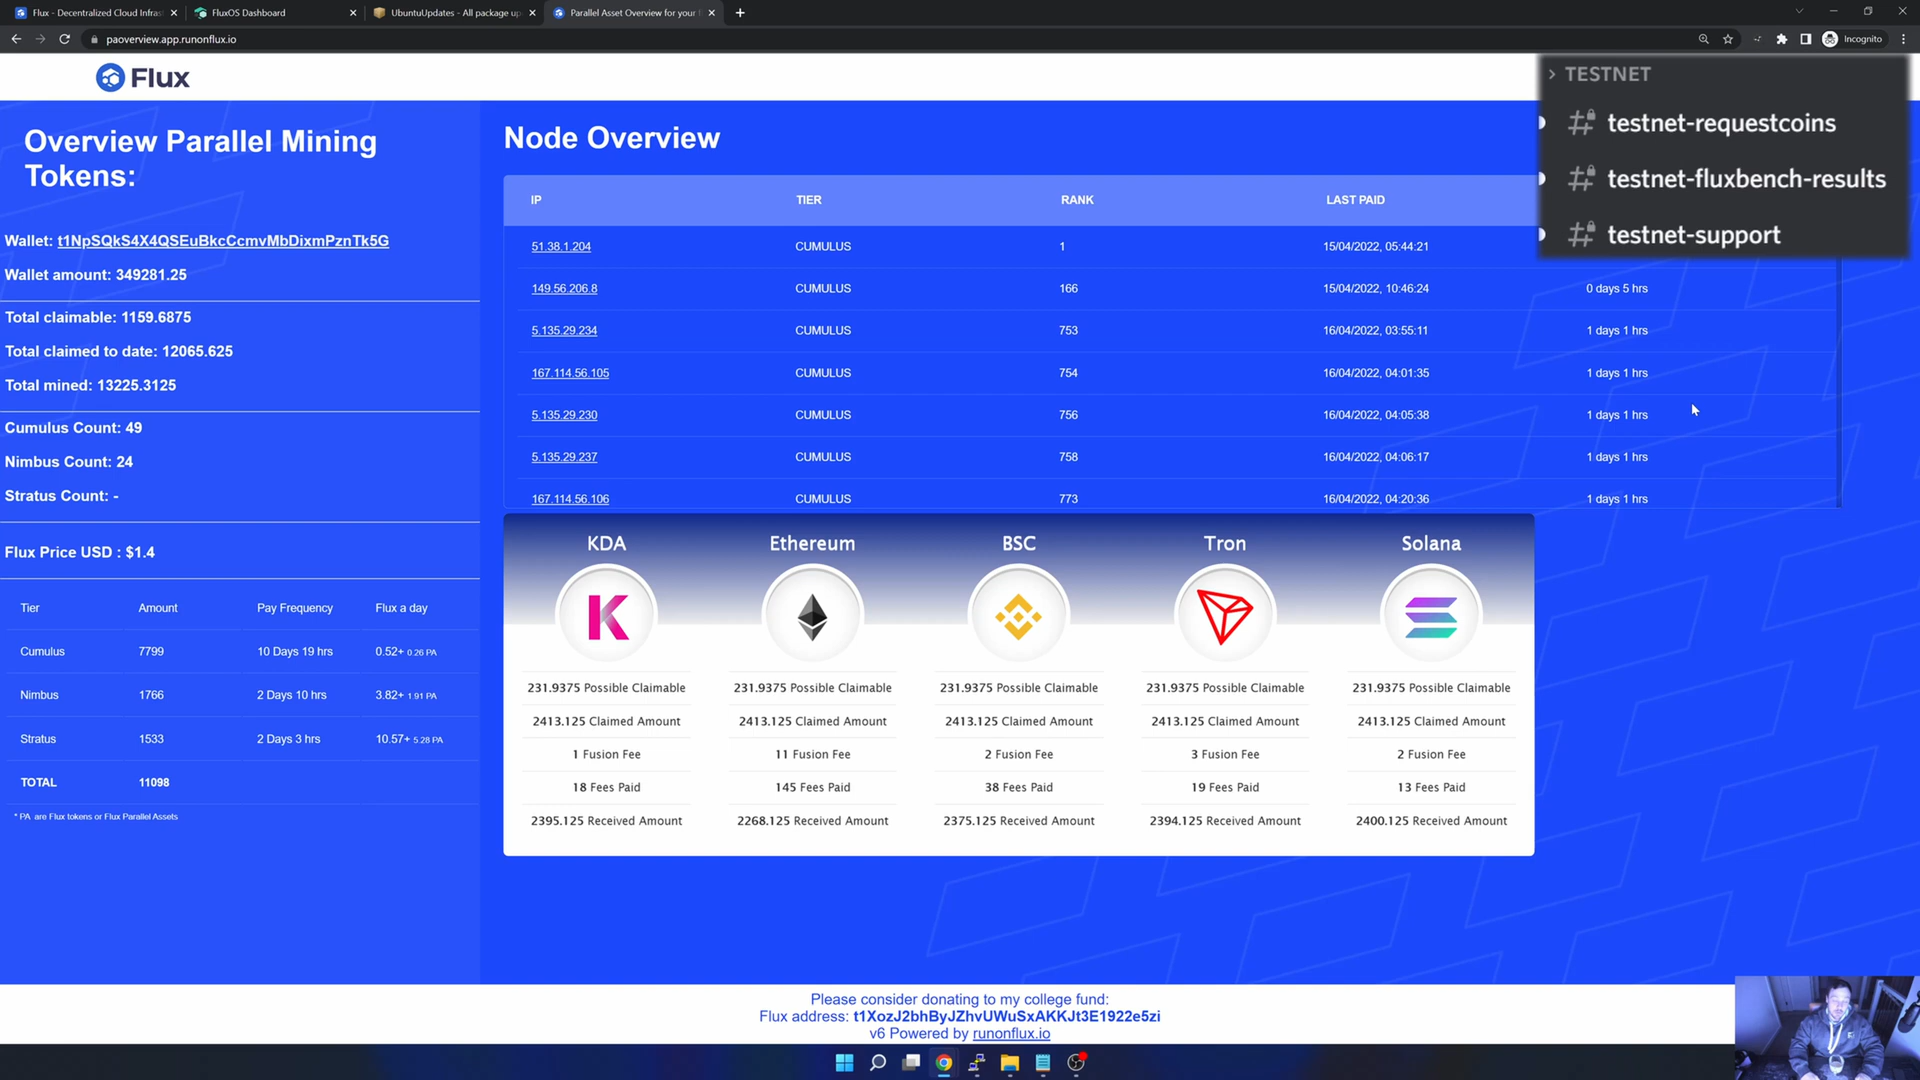 Flux - Decentralized Cloud Infras
FluxOS Dashboard
UbuntuUpdates - All package up
Parallel Asset Overview for your
paoverview.app.runonflux.io
Incognito
Flux
TESTNET
testnet-requestcoins
testnet-fluxbench-results
testnet-support
Overview Parallel Mining
Tokens:
Wallet: t1NpSQkS4X4QSEuBkcCcmvMbDixmPznTk5G
Wallet amount: 349281.25
Total claimable: 1159.6875
Total claimed to date: 12065.625
Total mined: 13225.3125
Cumulus Count: 49
Nimbus Count: 24
Stratus Count: -
Flux Price USD : $1.4
Tier Amount Pay Frequency Flux a day
Cumulus 7799 10 Days 19 hrs 0.52+ 0.26 PA
Nimbus 1766 2 Days 10 hrs 3.82+ 1.91 PA
Stratus 1533 2 Days 3 hrs 10.57+ 5.28 PA
TOTAL 11098
* PA are Flux tokens or Flux Parallel Assets
Node Overview
IP TIER RANK LAST PAID
51.38.1.204 CUMULUS 1 15/04/2022, 05:44:21
149.56.206.8 CUMULUS 166 15/04/2022, 10:46:24 0 days 5 hrs
5.135.29.234 CUMULUS 753 16/04/2022, 03:55:11 1 days 1 hrs
167.114.56.105 CUMULUS 754 16/04/2022, 04:01:35 1 days 1 hrs
5.135.29.230 CUMULUS 756 16/04/2022, 04:05:38 1 days 1 hrs
5.135.29.237 CUMULUS 758 16/04/2022, 04:06:17 1 days 1 hrs
167.114.56.106 CUMULUS 773 16/04/2022, 04:20:36 1 days 1 hrs
KDA Ethereum BSC Tron Solana
231.9375 Possible Claimable 231.9375 Possible Claimable 231.9375 Possible Claimable 231.9375 Possible Claimable 231.9375 Possible Claimable
2413.125 Claimed Amount 2413.125 Claimed Amount 2413.125 Claimed Amount 2413.125 Claimed Amount 2413.125 Claimed Amount
1 Fusion Fee 11 Fusion Fee 2 Fusion Fee 3 Fusion Fee 2 Fusion Fee
18 Fees Paid 145 Fees Paid 38 Fees Paid 19 Fees Paid 13 Fees Paid
2395.125 Received Amount 2268.125 Received Amount 2375.125 Received Amount 2394.125 Received Amount 2400.125 Received Amount
Please consider donating to my college fund:
Flux address: t1XozJ2bhByJZhvUWuSxAKKJt3E1922e5zi
v6 Powered by runonflux.io